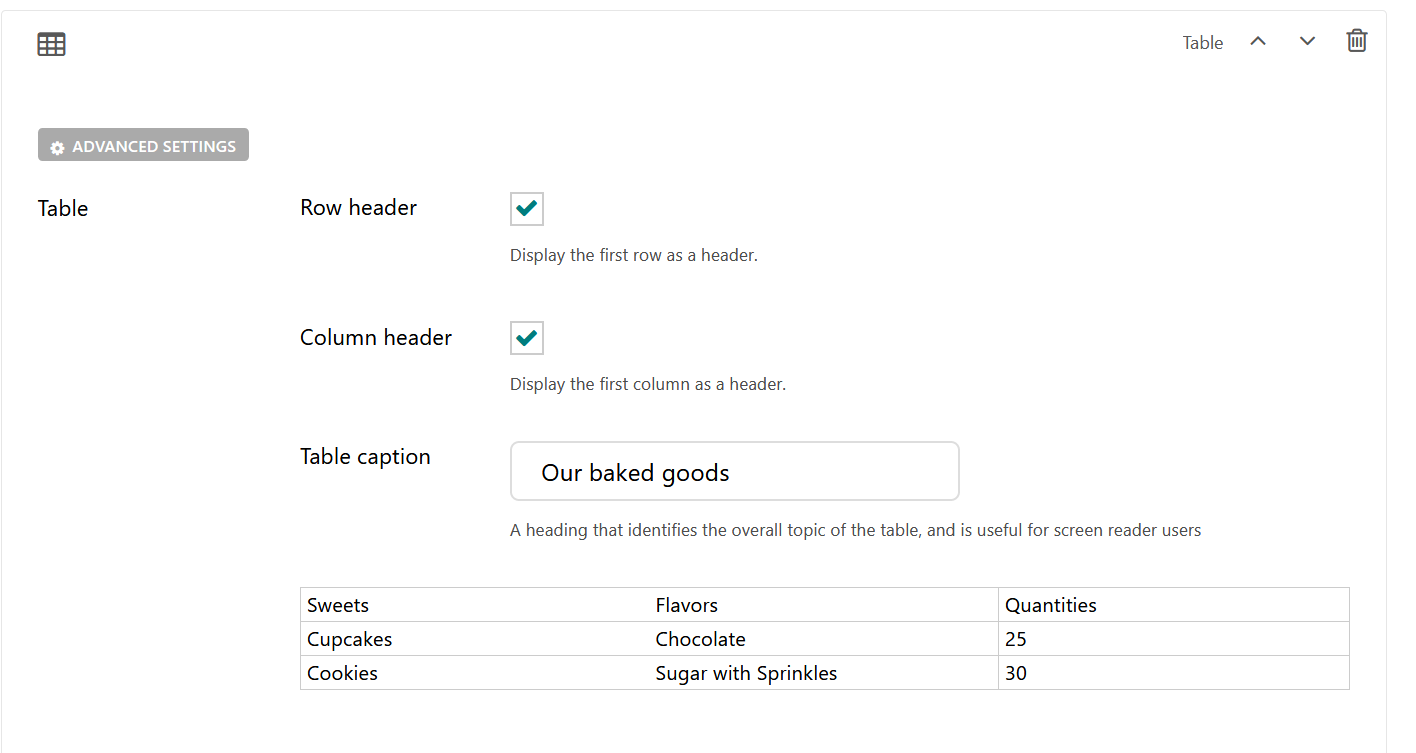 Table
ADVANCED SETTINGS
Table
Row header
Display the first row as a header.
Column header
Display the first column as a header.
Table caption
Our baked goods
A heading that identifies the overall topic of the table, and is useful for screen reader users
Sweets Flavors Quantities
Cupcakes Chocolate 25
Cookies Sugar with Sprinkles 30